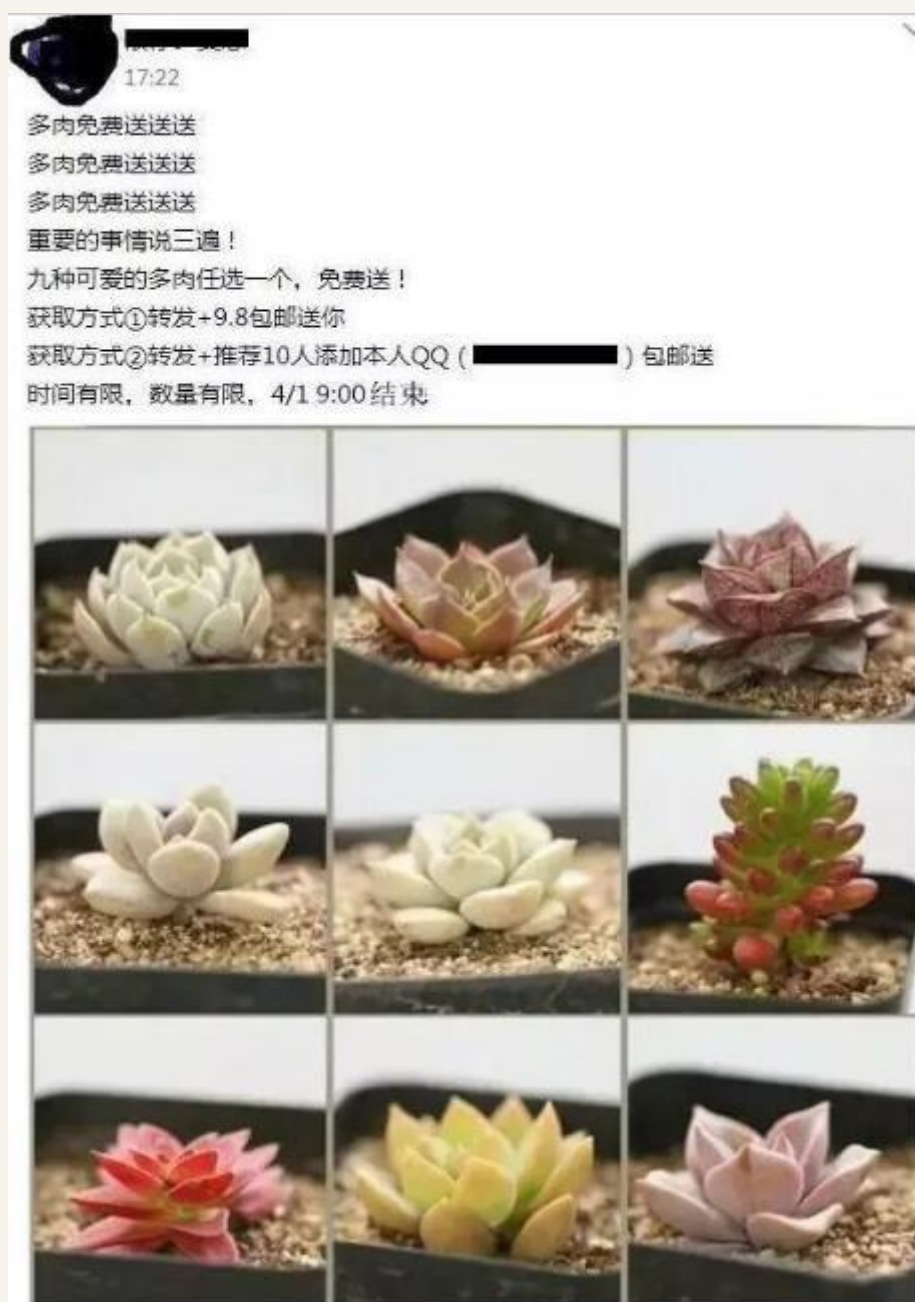 17:22
多肉免费送送送
多肉免费送送送
多肉免费送送送
重要的事情说三遍！
九种可爱的多肉任选一个，免费送！
获取方式①转发+9.8包邮送你
获取方式②转发+推荐10人添加本人QQ（ ）包邮送
时间有限，数量有限，4/1 9:00结束